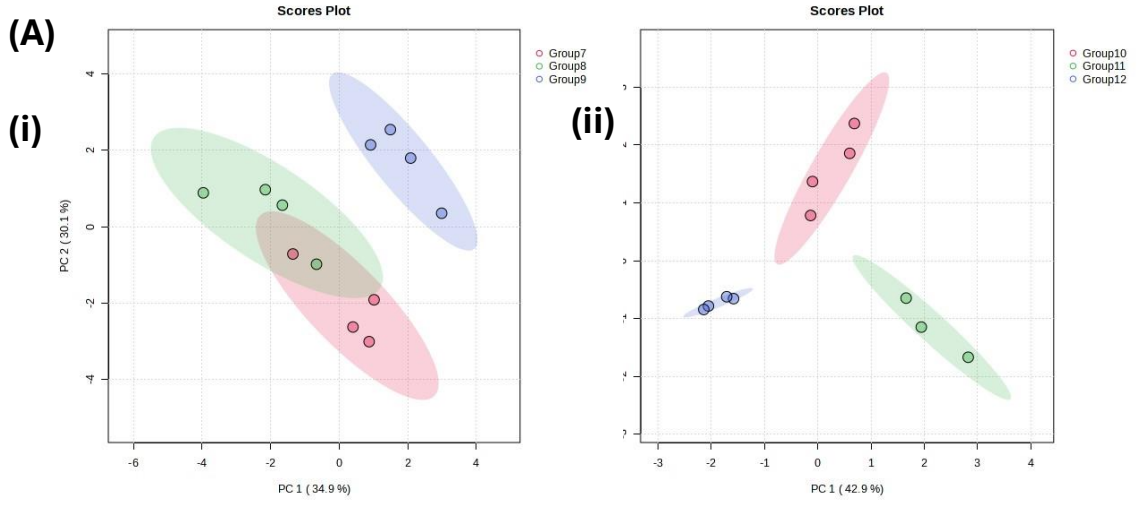 (A)
(i)
Scores Plot
Group7
Group8
Group9
PC 2 ( 30.1 %)
4
2
0
-2
-4
-6
-4
-2
0
2
4
PC 1 ( 34.9 %)
(ii)
Scores Plot
Group10
Group11
Group12
-3
-2
-1
0
1
2
3
4
PC 1 ( 42.9 %)